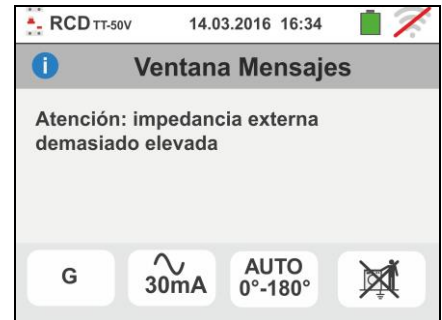 RCD TT-50V 14.03.2016 16:34
Ventana Mensajes
Atención: impedancia externa
demasiado elevada
G 30mA AUTO
0°-180°